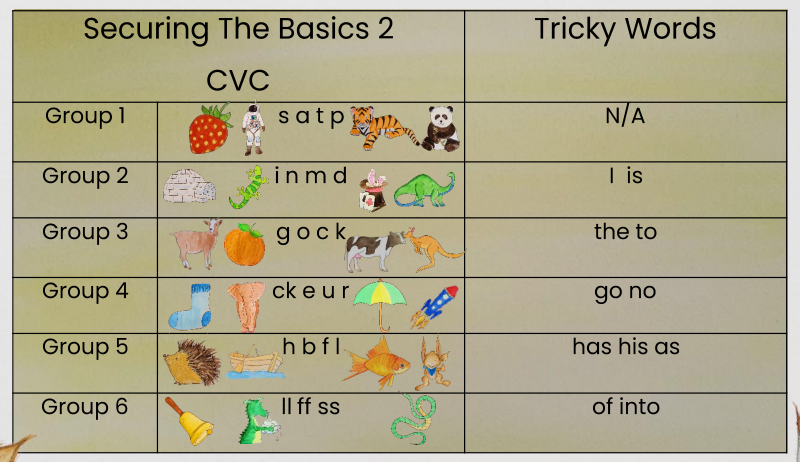 Securing The Basics 2
CVC
Tricky Words
Group 1 s a t p N/A
Group 2 i n m d I is
Group 3 g o c k the to
Group 4 ck e u r go no
Group 5 h b f l has his as
Group 6 ll ff ss of into